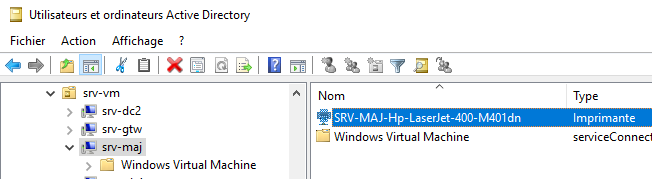 Utilisateurs et ordinateurs Active Directory
Fichier Action Affichage ?
srv-vm
srv-dc2
srv-gtw
srv-maj
Windows Virtual Machine
Nom Type
SRV-MAJ-Hp-LaserJet-400-M401dn Imprimante
Windows Virtual Machine serviceConnect